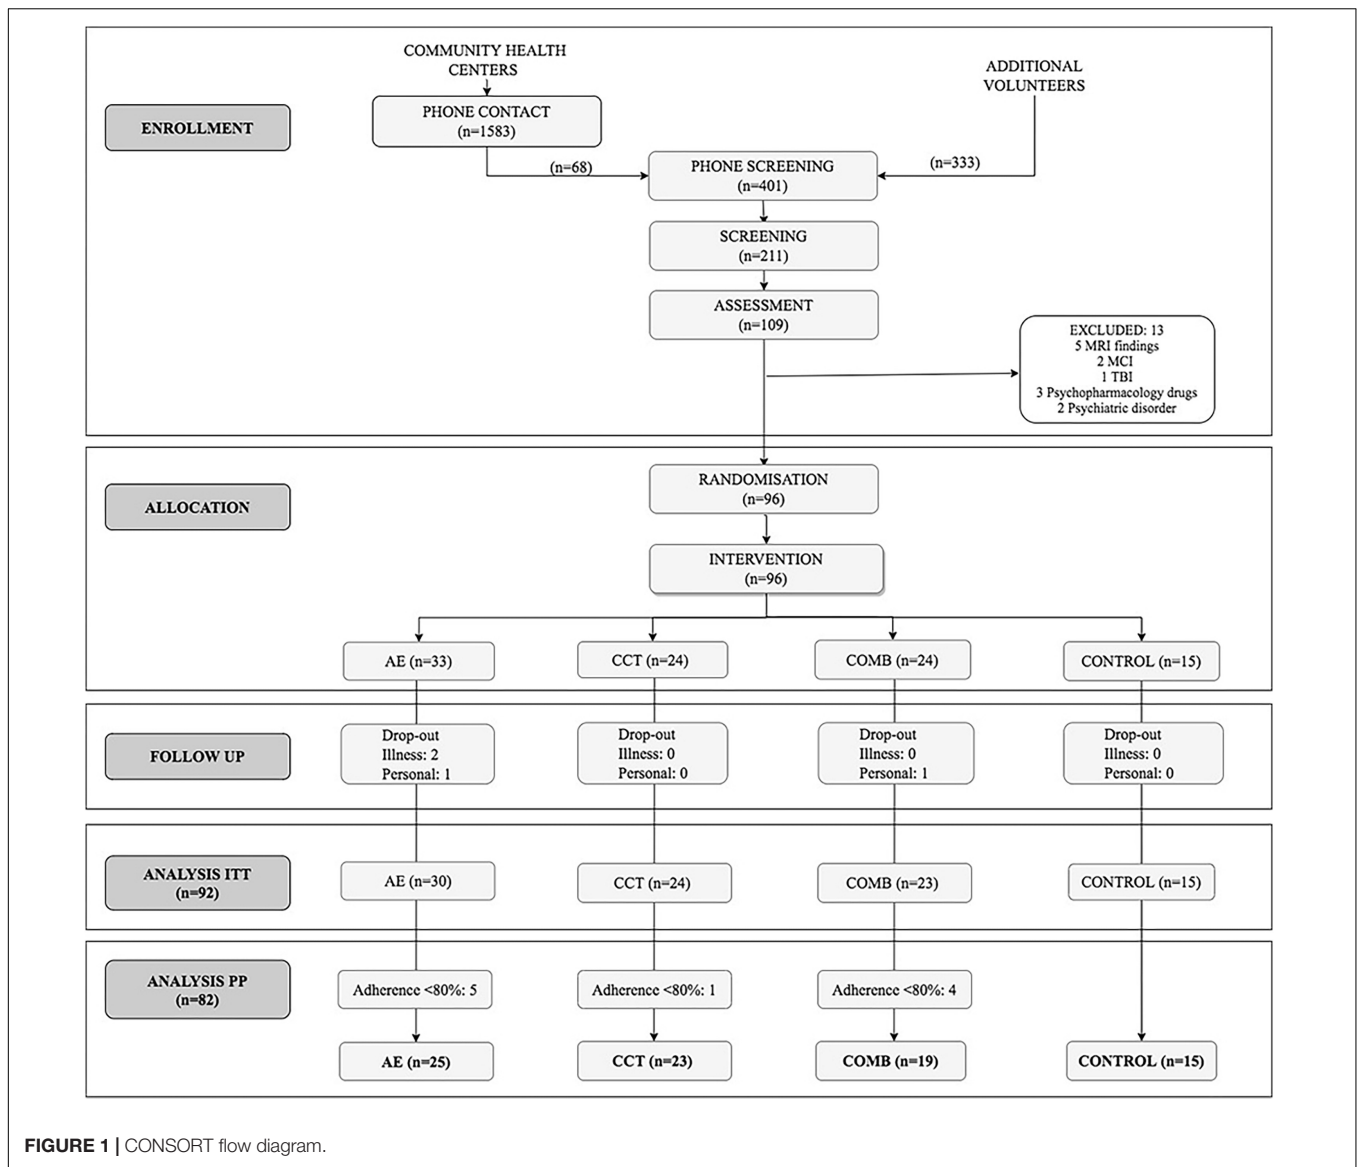 COMMUNITY HEALTH
CENTERS
ADDITIONAL
VOLUNTEERS
ENROLLMENT
PHONE CONTACT
(n=1583)
(n=68)
PHONE SCREENING
(n=401)
(n=333)
SCREENING
(n=211)
ASSESSMENT
(n=109)
EXCLUDED: 13
5 MRI findings
2 MCI
1 TBI
3 Psychopharmacology drugs
2 Psychiatric disorder
ALLOCATION
RANDOMISATION
(n=96)
INTERVENTION
(n=96)
AE (n=33)
CCT (n=24)
COMB (n=24)
CONTROL (n=15)
FOLLOW UP
Drop-out
Illness: 2
Personal: 1
Drop-out
Illness: 0
Personal: 0
Drop-out
Illness: 0
Personal: 1
Drop-out
Illness: 0
Personal: 0
ANALYSIS ITT
(n=92)
AE (n=30)
CCT (n=24)
COMB (n=23)
CONTROL (n=15)
ANALYSIS PP
(n=82)
Adherence <80%: 5
Adherence <80%: 1
Adherence <80%: 4
AE (n=25)
CCT (n=23)
COMB (n=19)
CONTROL (n=15)
FIGURE 1 | CONSORT flow diagram.